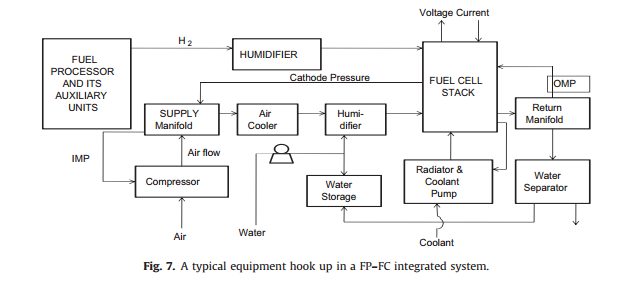 Voltage Current
H2
HUMIDIFIER
FUEL
PROCESSOR
AND ITS
AUXILIARY
UNITS
Cathode Pressure
FUEL CELL
STACK
OMP
SUPPLY
Manifold
Air
Cooler
Humi-
difier
Return
Manifold
IMP
Air flow
Compressor
Water
Storage
Radiator &
Coolant
Pump
Water
Separator
Air
Water
Coolant
Fig. 7. A typical equipment hook up in a FP–FC integrated system.